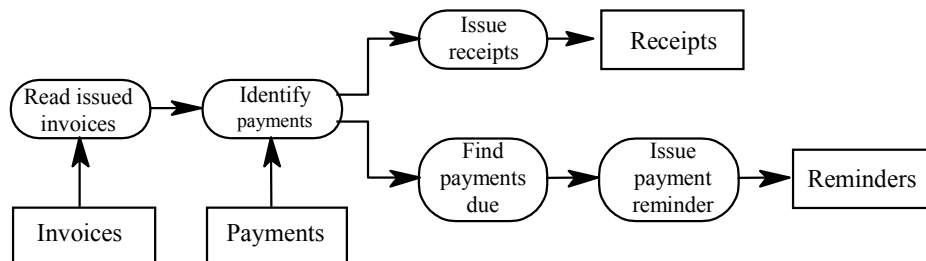 Issue
receipts
Receipts
Read issued
invoices
Identify
payments
Find
payments
due
Issue
payment
reminder
Reminders
Invoices
Payments